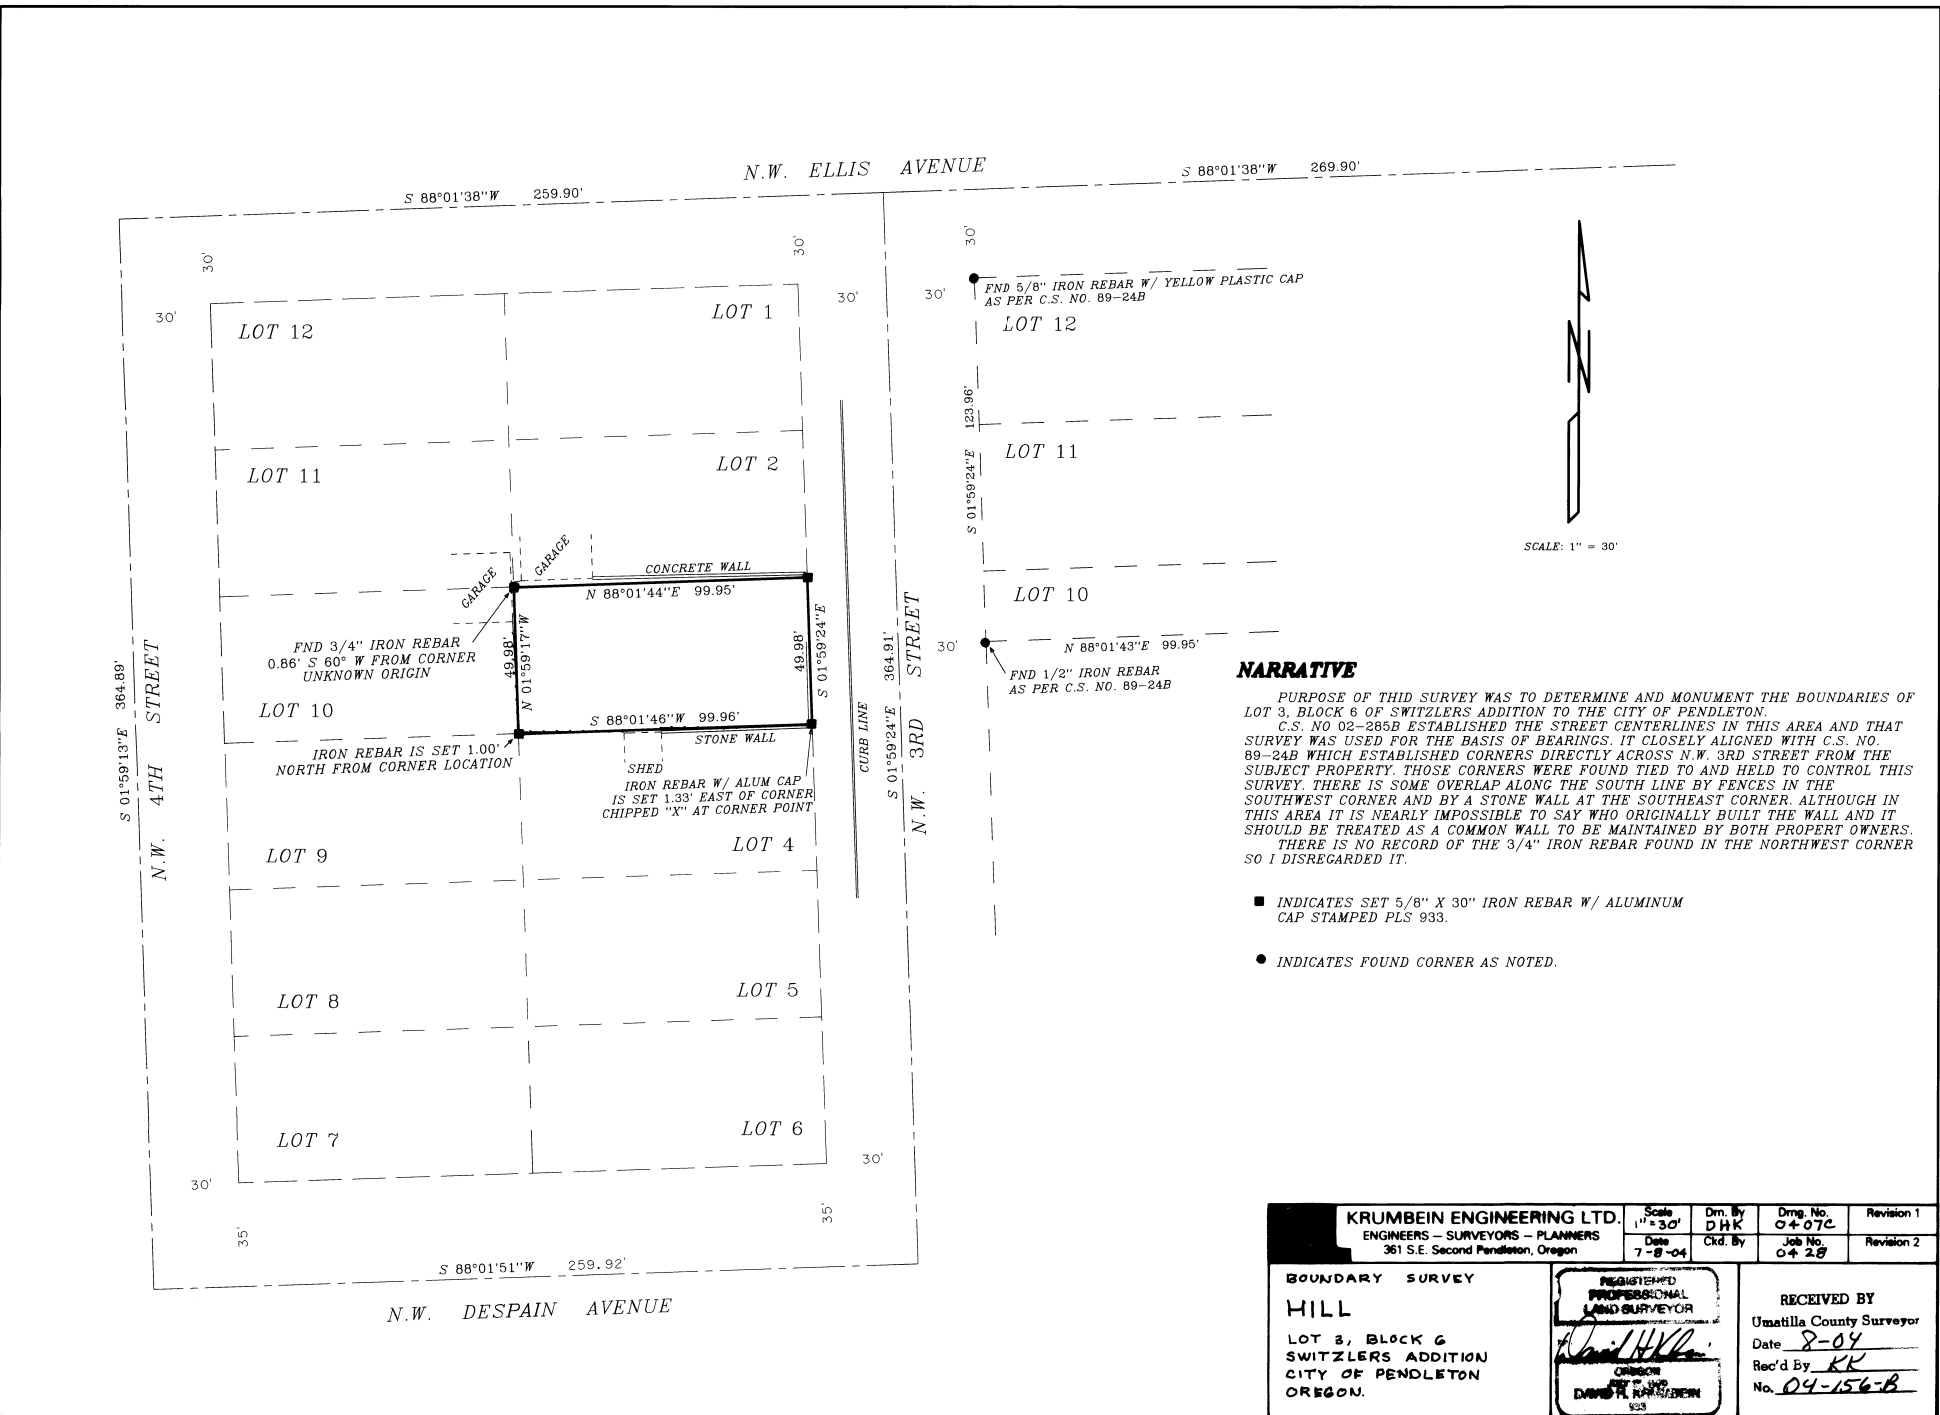 N.W. ELLIS AVENUE
S 88°01'38"W 259.90'
S 88°01'38"W 269.90'
30'
30'
30'
30'
30'
30'
LOT 12
LOT 1
FND 5/8" IRON REBAR W/ YELLOW PLASTIC CAP
AS PER C.S. NO. 89-24B
LOT 12
S 01°59'24"E 123.96'
LOT 11
LOT 2
LOT 11
SCALE: 1" = 30'
GARAGE
GARAGE
CONCRETE WALL
N 88°01'44"E 99.95'
LOT 10
FND 3/4" IRON REBAR
0.86' S 60° W FROM CORNER
UNKNOWN ORIGIN
49.98'
N 01°59'17"W
49.98'
S 01°59'24"E
30'
N 88°01'43"E 99.95'
FND 1/2" IRON REBAR
AS PER C.S. NO. 89-24B
S 01°59'13"E 364.89'
N.W. 4TH STREET
S 01°59'24"E 364.91'
N.W. 3RD STREET
CURB LINE
LOT 10
S 88°01'46"W 99.96'
STONE WALL
IRON REBAR IS SET 1.00'
NORTH FROM CORNER LOCATION
SHED
IRON REBAR W/ ALUM CAP
IS SET 1.33' EAST OF CORNER
CHIPPED "X" AT CORNER POINT
LOT 9
LOT 4
LOT 8
LOT 5
LOT 7
LOT 6
30'
30'
35'
35'
S 88°01'51"W 259.92'
N.W. DESPAIN AVENUE
NARRATIVE
PURPOSE OF THID SURVEY WAS TO DETERMINE AND MONUMENT THE BOUNDARIES OF
LOT 3, BLOCK 6 OF SWITZLERS ADDITION TO THE CITY OF PENDLETON.
C.S. NO 02-285B ESTABLISHED THE STREET CENTERLINES IN THIS AREA AND THAT
SURVEY WAS USED FOR THE BASIS OF BEARINGS. IT CLOSELY ALIGNED WITH C.S. NO.
89-24B WHICH ESTABLISHED CORNERS DIRECTLY ACROSS N.W. 3RD STREET FROM THE
SUBJECT PROPERTY. THOSE CORNERS WERE FOUND TIED TO AND HELD TO CONTROL THIS
SURVEY. THERE IS SOME OVERLAP ALONG THE SOUTH LINE BY FENCES IN THE
SOUTHWEST CORNER AND BY A STONE WALL AT THE SOUTHEAST CORNER. ALTHOUGH IN
THIS AREA IT IS NEARLY IMPOSSIBLE TO SAY WHO ORIGINALLY BUILT THE WALL AND IT
SHOULD BE TREATED AS A COMMON WALL TO BE MAINTAINED BY BOTH PROPERT OWNERS.
THERE IS NO RECORD OF THE 3/4" IRON REBAR FOUND IN THE NORTHWEST CORNER
SO I DISREGARDED IT.
INDICATES SET 5/8" X 30" IRON REBAR W/ ALUMINUM
CAP STAMPED PLS 933.
INDICATES FOUND CORNER AS NOTED.
KRUMBEIN ENGINEERING LTD.
ENGINEERS – SURVEYORS – PLANNERS
361 S.E. Second Pendleton, Oregon
Scale
1"=30'
Drn. By
DHK
Drng. No.
0407C
Revision 1
Date
7-8-04
Ckd. By
Job No.
0428
Revision 2
BOUNDARY SURVEY
HILL
LOT 3, BLOCK 6
SWITZLERS ADDITION
CITY OF PENDLETON
OREGON.
REGISTERED
PROFESSIONAL
LAND SURVEYOR
OREGON
DAVID H. KRUMBEIN
933
RECEIVED BY
Umatilla County Surveyor
Date 8-04
Rec'd By KK
No. 04-156-B